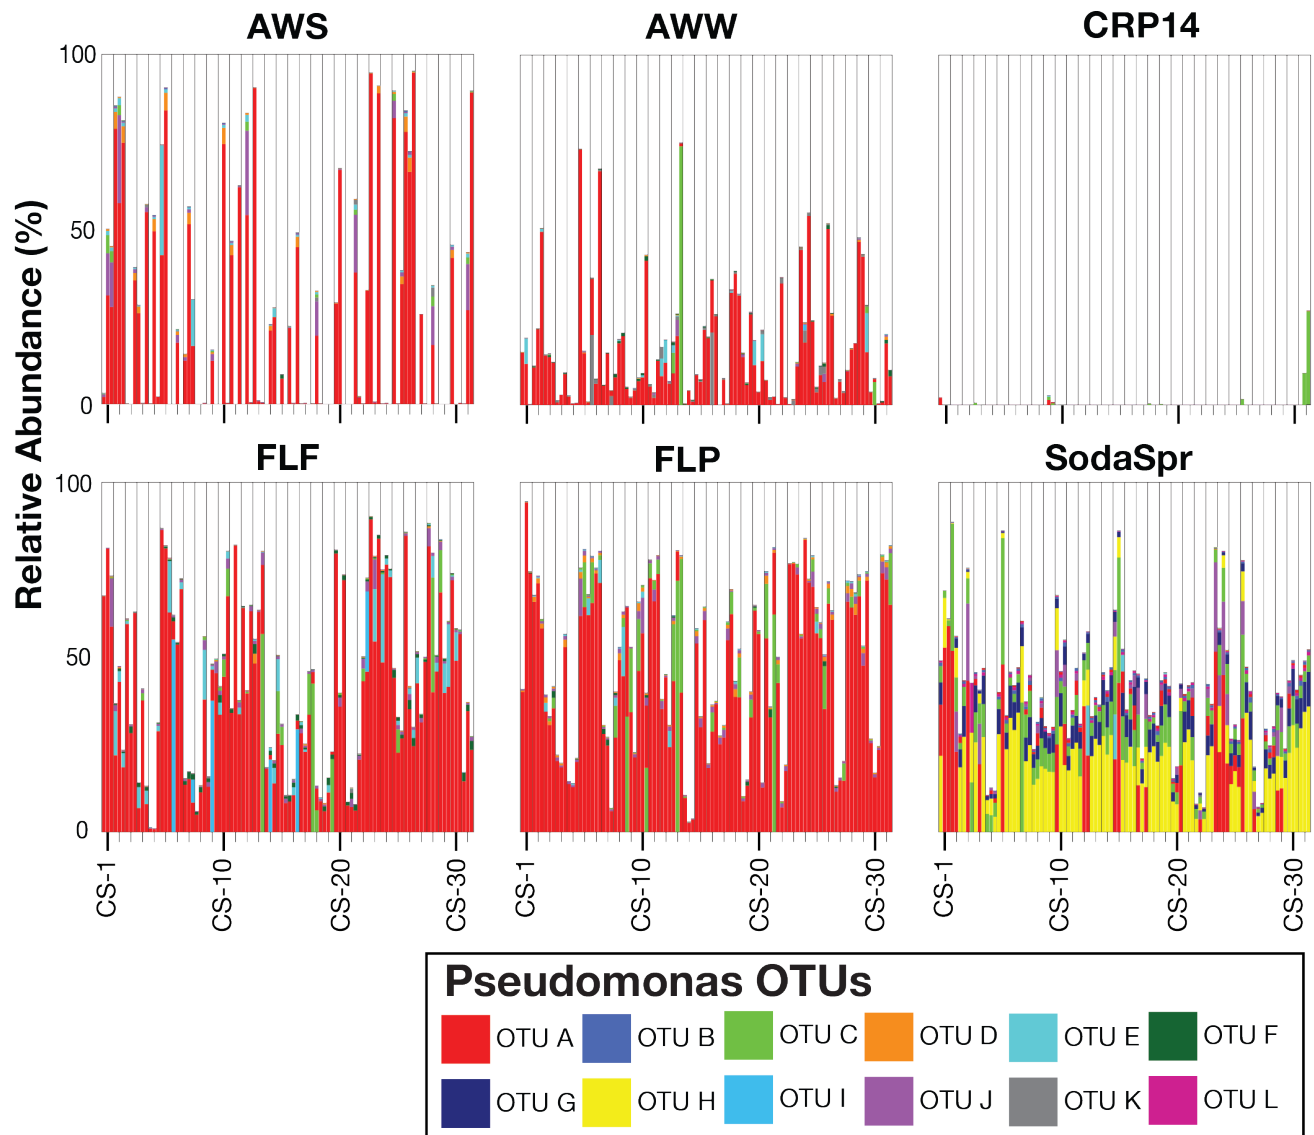 AWS AWW CRP14
100
50
0
Relative Abundance (%)
FLF FLP SodaSpr
100
50
0
CS-1 CS-10 CS-20 CS-30 CS-1 CS-10 CS-20 CS-30 CS-1 CS-10 CS-20 CS-30
Pseudomonas OTUs
OTU A OTU B OTU C OTU D OTU E OTU F
OTU G OTU H OTU I OTU J OTU K OTU L